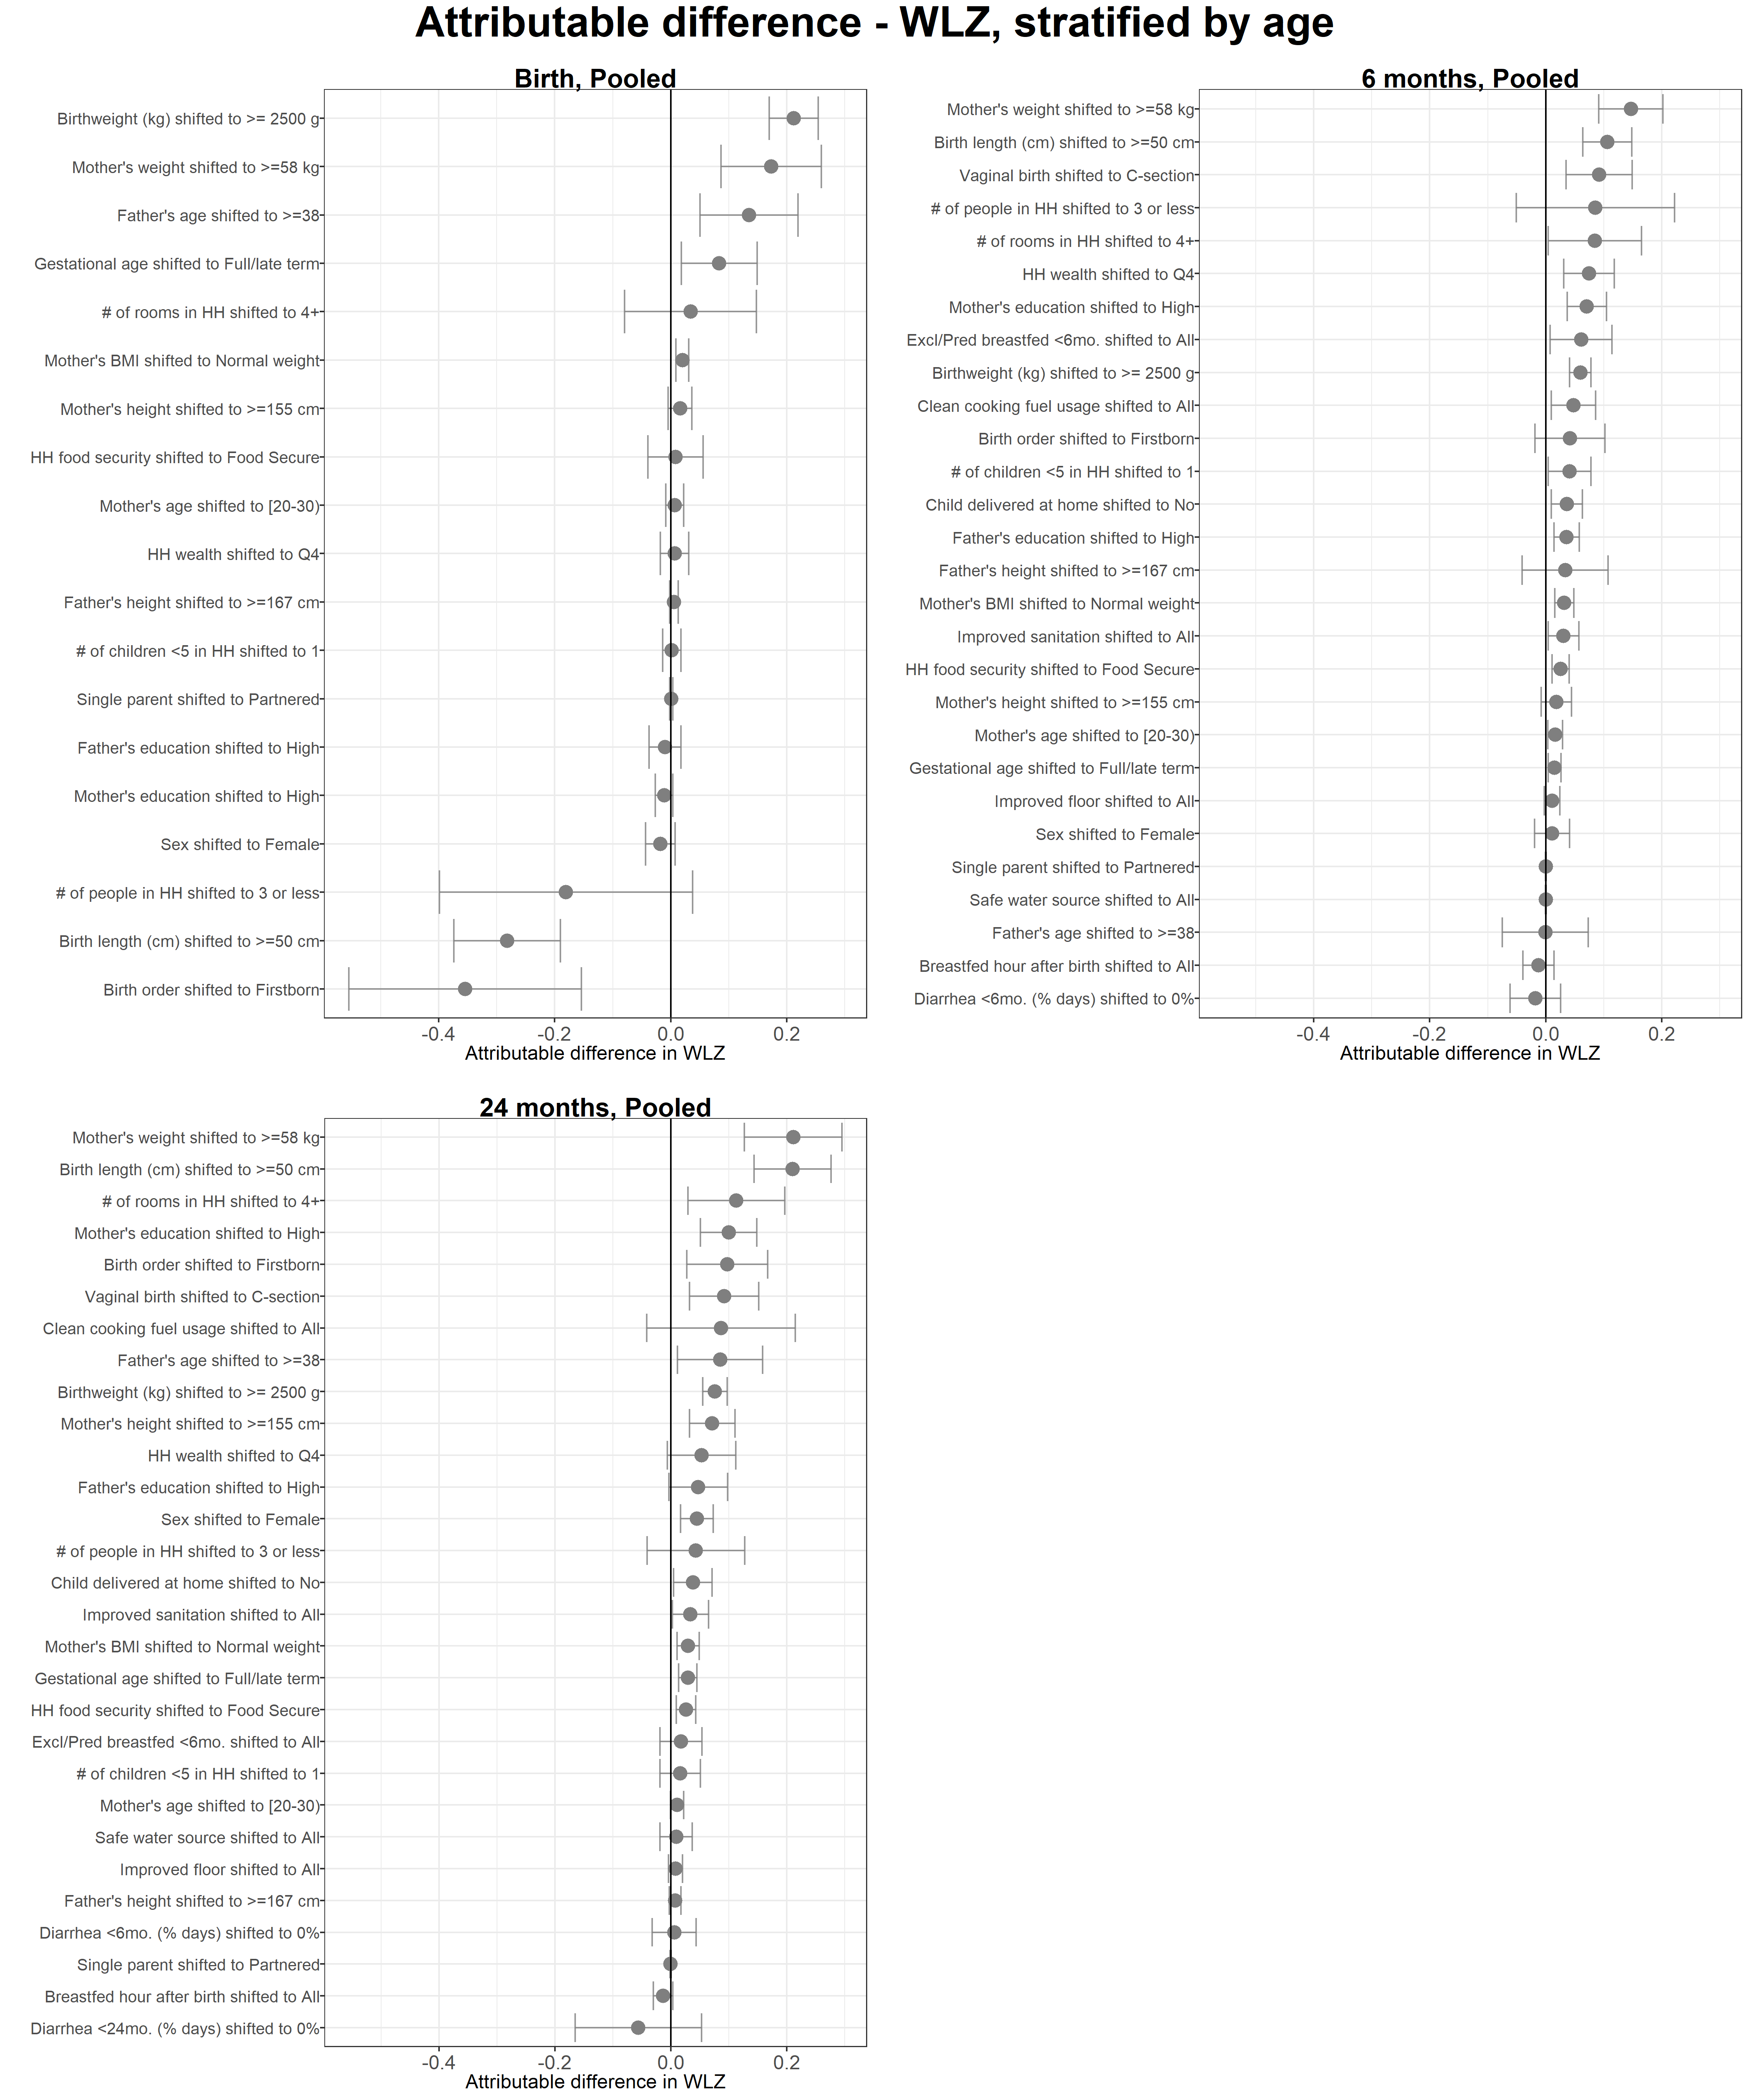 Attributable difference - WLZ, stratified by age
Birth, Pooled
Birthweight (kg) shifted to >= 2500 g
Mother's weight shifted to >=58 kg
Father's age shifted to >=38
Gestational age shifted to Full/late term
# of rooms in HH shifted to 4+
Mother's BMI shifted to Normal weight
Mother's height shifted to >=155 cm
HH food security shifted to Food Secure
Mother's age shifted to [20-30)
HH wealth shifted to Q4
Father's height shifted to >=167 cm
# of children <5 in HH shifted to 1
Single parent shifted to Partnered
Father's education shifted to High
Mother's education shifted to High
Sex shifted to Female
# of people in HH shifted to 3 or less
Birth length (cm) shifted to >=50 cm
Birth order shifted to Firstborn
-0.4 -0.2 0.0 0.2
Attributable difference in WLZ
6 months, Pooled
Mother's weight shifted to >=58 kg
Birth length (cm) shifted to >=50 cm
Vaginal birth shifted to C-section
# of people in HH shifted to 3 or less
# of rooms in HH shifted to 4+
HH wealth shifted to Q4
Mother's education shifted to High
Excl/Pred breastfed <6mo. shifted to All
Birthweight (kg) shifted to >= 2500 g
Clean cooking fuel usage shifted to All
Birth order shifted to Firstborn
# of children <5 in HH shifted to 1
Child delivered at home shifted to No
Father's education shifted to High
Father's height shifted to >=167 cm
Mother's BMI shifted to Normal weight
Improved sanitation shifted to All
HH food security shifted to Food Secure
Mother's height shifted to >=155 cm
Mother's age shifted to [20-30)
Gestational age shifted to Full/late term
Improved floor shifted to All
Sex shifted to Female
Single parent shifted to Partnered
Safe water source shifted to All
Father's age shifted to >=38
Breastfed hour after birth shifted to All
Diarrhea <6mo. (% days) shifted to 0%
-0.4 -0.2 0.0 0.2
Attributable difference in WLZ
24 months, Pooled
Mother's weight shifted to >=58 kg
Birth length (cm) shifted to >=50 cm
# of rooms in HH shifted to 4+
Mother's education shifted to High
Birth order shifted to Firstborn
Vaginal birth shifted to C-section
Clean cooking fuel usage shifted to All
Father's age shifted to >=38
Birthweight (kg) shifted to >= 2500 g
Mother's height shifted to >=155 cm
HH wealth shifted to Q4
Father's education shifted to High
Sex shifted to Female
# of people in HH shifted to 3 or less
Child delivered at home shifted to No
Improved sanitation shifted to All
Mother's BMI shifted to Normal weight
Gestational age shifted to Full/late term
HH food security shifted to Food Secure
Excl/Pred breastfed <6mo. shifted to All
# of children <5 in HH shifted to 1
Mother's age shifted to [20-30)
Safe water source shifted to All
Improved floor shifted to All
Father's height shifted to >=167 cm
Diarrhea <6mo. (% days) shifted to 0%
Single parent shifted to Partnered
Breastfed hour after birth shifted to All
Diarrhea <24mo. (% days) shifted to 0%
-0.4 -0.2 0.0 0.2
Attributable difference in WLZ